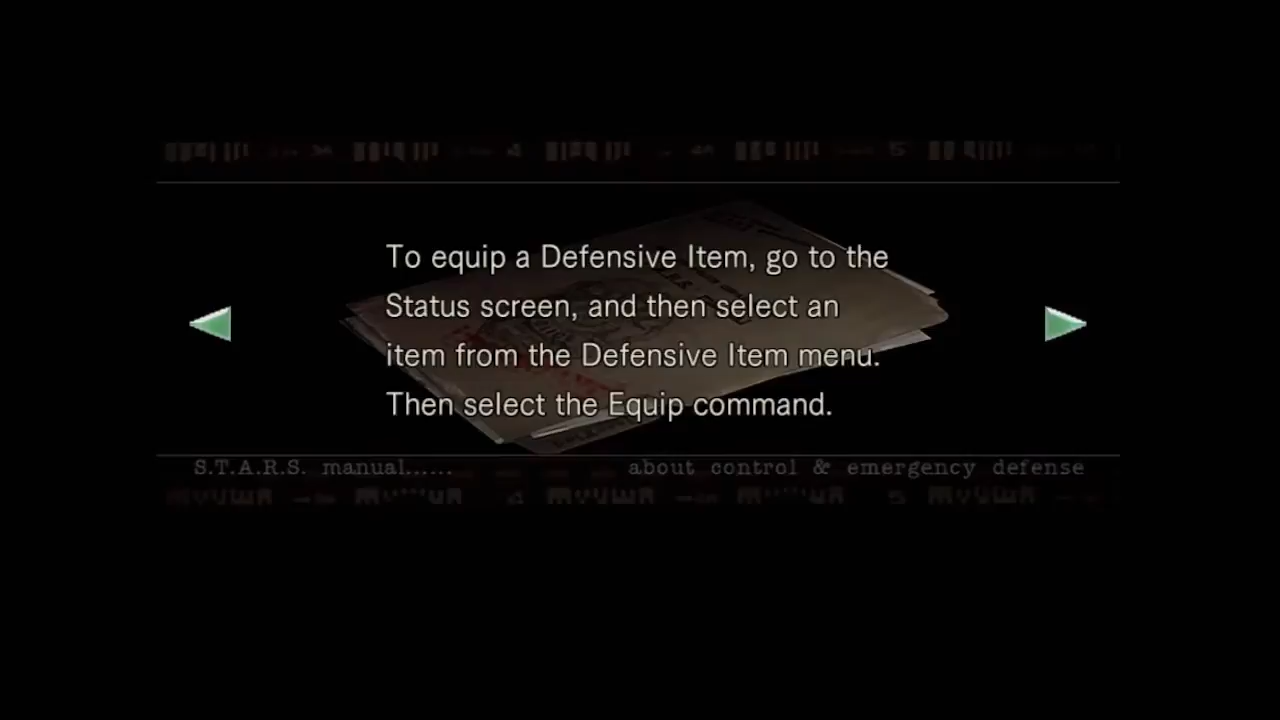 To equip a Defensive Item, go to the
Status screen, and then select an
item from the Defensive Item menu.
Then select the Equip command.
S.T.A.R.S. manual...... about control & emergency defense